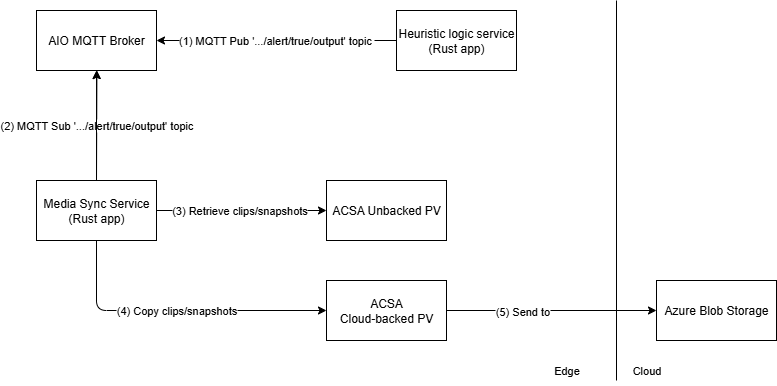 AIO MQTT Broker
(1) MQTT Pub '.../alert/true/output' topic
Heuristic logic service
(Rust app)
(2) MQTT Sub '.../alert/true/output' topic
Media Sync Service
(Rust app)
(3) Retrieve clips/snapshots
ACSA Unbacked PV
(4) Copy clips/snapshots
ACSA
Cloud-backed PV
(5) Send to
Azure Blob Storage
Edge
Cloud